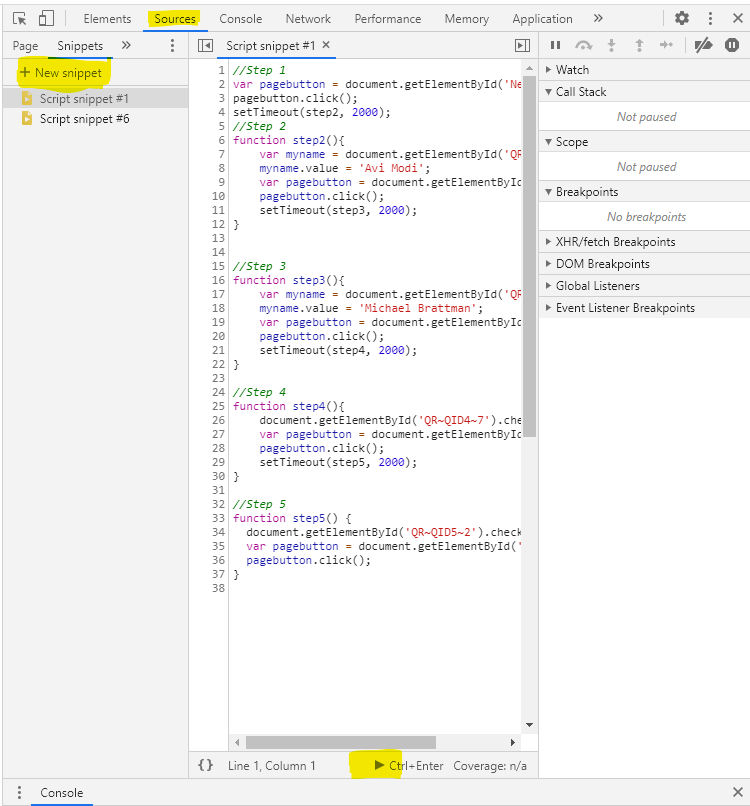 Elements Sources Console Network Performance Memory Application »
Page Snippets »
+ New snippet
Script snippet #1
Script snippet #6
Script snippet #1 ×
1 //Step 1
2 var pagebutton = document.getElementById('Ne
3 pagebutton.click();
4 setTimeout(step2, 2000);
5 //Step 2
6 function step2(){
7 var myname = document.getElementById('QR
8 myname.value = 'Avi Modi';
9 var pagebutton = document.getElementById
10 pagebutton.click();
11 setTimeout(step3, 2000);
12 }
13
14
15 //Step 3
16 function step3(){
17 var myname = document.getElementById('QR
18 myname.value = 'Michael Brattman';
19 var pagebutton = document.getElementById
20 pagebutton.click();
21 setTimeout(step4, 2000);
22 }
23
24 //Step 4
25 function step4(){
26 document.getElementById('QR~QID4~7').che
27 var pagebutton = document.getElementById
28 pagebutton.click();
29 setTimeout(step5, 2000);
30 }
31
32 //Step 5
33 function step5() {
34 document.getElementById('QR~QID5~2').check
35 var pagebutton = document.getElementById('
36 pagebutton.click();
37 }
38
{} Line 1, Column 1 Ctrl+Enter Coverage: n/a
Watch
Call Stack
Not paused
Scope
Not paused
Breakpoints
No breakpoints
XHR/fetch Breakpoints
DOM Breakpoints
Global Listeners
Event Listener Breakpoints
Console